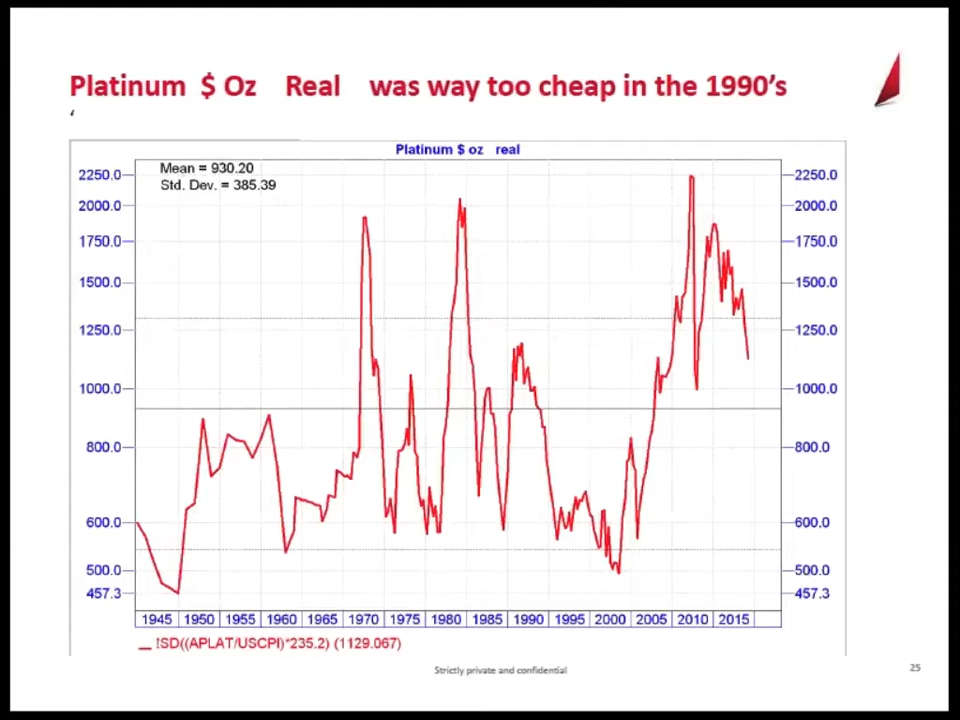 Platinum $ Oz Real was way too cheap in the 1990's
‘
Platinum $ oz real
Mean = 930.20
Std. Dev. = 385.39
2250.0 2250.0
2000.0 2000.0
1750.0 1750.0
1500.0 1500.0
1250.0 1250.0
1000.0 1000.0
800.0 800.0
600.0 600.0
500.0 500.0
457.3 457.3
1945 1950 1955 1960 1965 1970 1975 1980 1985 1990 1995 2000 2005 2010 2015
!SD((APLAT/USCPI)*235.2) (1129.067)
Strictly private and confidential
25